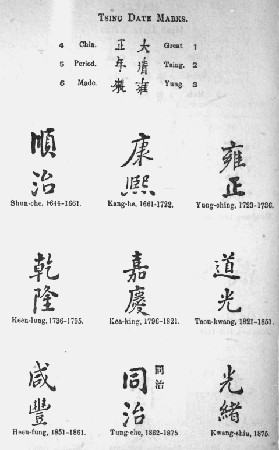 TSING DATE MARKS.
4 Chin. 正 大 Great 1
5 Period. 年 清 Tsing. 2
6 Made. 製 雍 Yung 3
順治 康熙 雍正
Shun-che, 1644-1661. Kang-he, 1661-1722. Yung-ching, 1723-1736.
乾隆 嘉慶 道光
Keen-lung, 1736-1795. Kea-king, 1796-1821. Taou-kwang, 1821-1851.
咸豐 同治 同治 光緒
Heen-fung, 1851-1861. Tung-che, 1862-1875 Kwang-shiu, 1875.